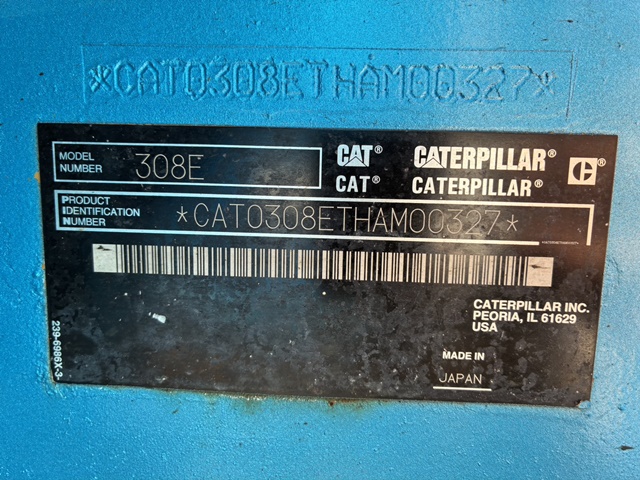 *CAT0308ETHAM00327*
MODEL NUMBER 308E
CAT® CATERPILLAR® C
CAT® CATERPILLAR®
PRODUCT IDENTIFICATION NUMBER *CAT0308ETHAM00327*
CATERPILLAR INC.
PEORIA, IL 61629
USA
MADE IN
JAPAN
239-6986X-3